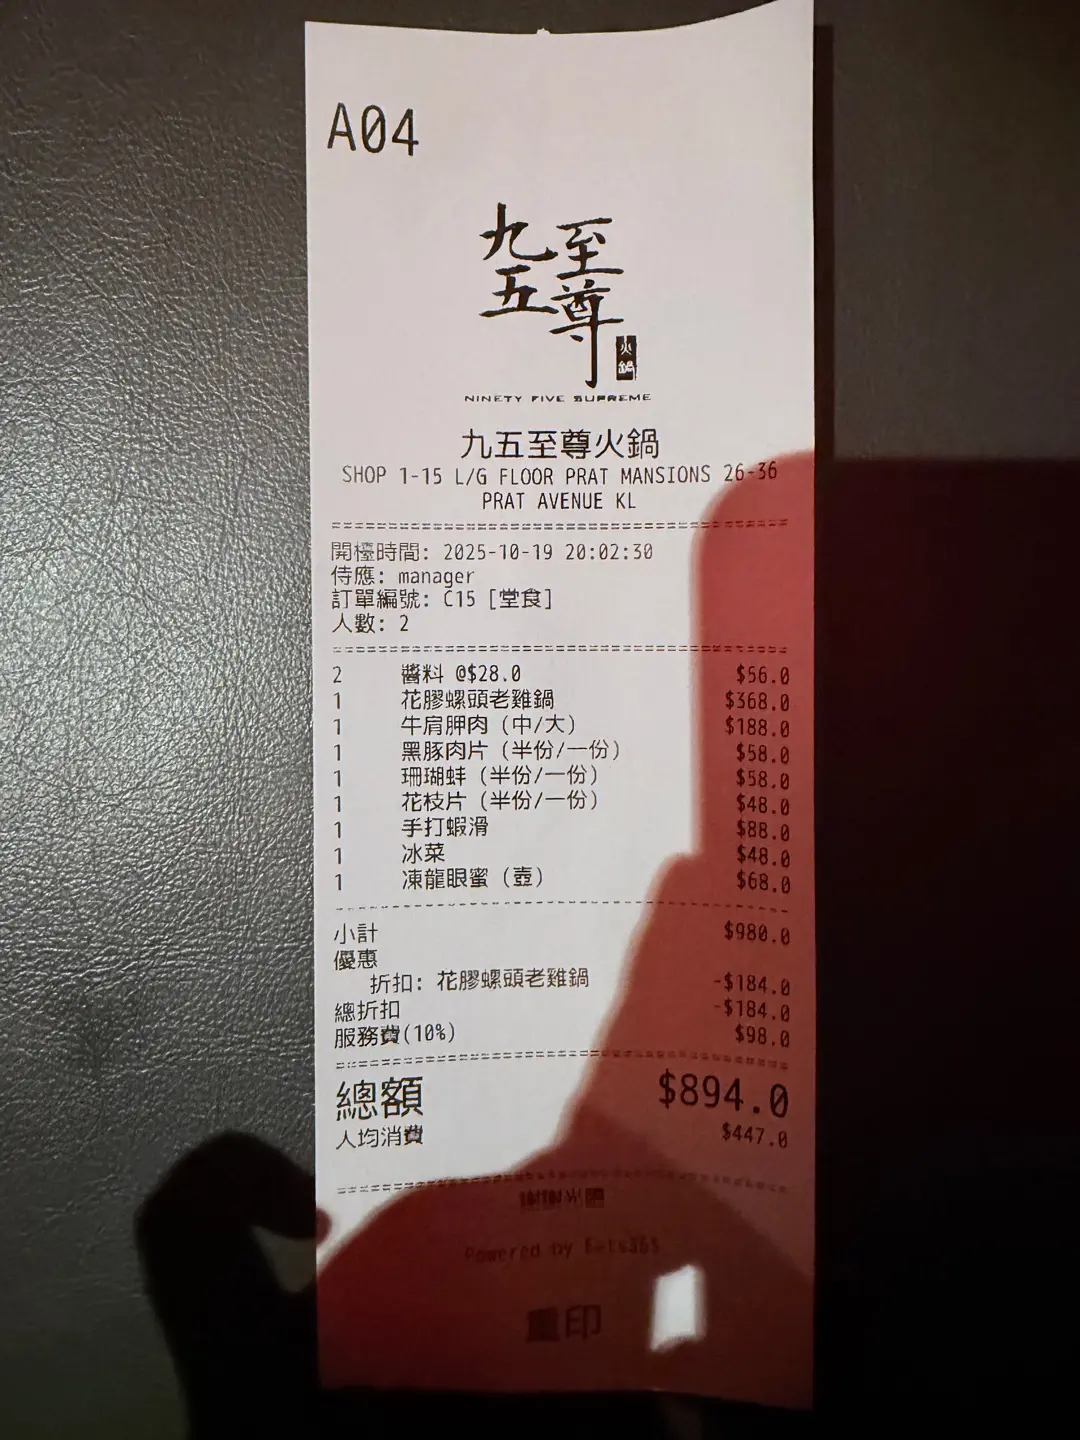 A04
九五至尊
火鍋
NINETY FIVE SUPREME
九五至尊火鍋
SHOP 1-15 L/G FLOOR PRAT MANSIONS 26-36
PRAT AVENUE KL
開檯時間: 2025-10-19 20:02:30
侍應: manager
訂單編號: C15 [堂食]
人數: 2
2 醬料 @$28.0 $56.0
1 花膠螺頭老雞鍋 $368.0
1 牛肩胛肉 (中/大) $188.0
1 黑豚肉片 (半份/一份) $58.0
1 珊瑚蚌 (半份/一份) $58.0
1 花枝片 (半份/一份) $48.0
1 手打蝦滑 $88.0
1 冰菜 $48.0
1 凍龍眼蜜 (壺) $68.0
小計 $980.0
優惠
折扣: 花膠螺頭老雞鍋 -$184.0
總折扣 -$184.0
服務費(10%) $98.0
總額 $894.0
人均消費 $447.0
Powered by Eats365
重印